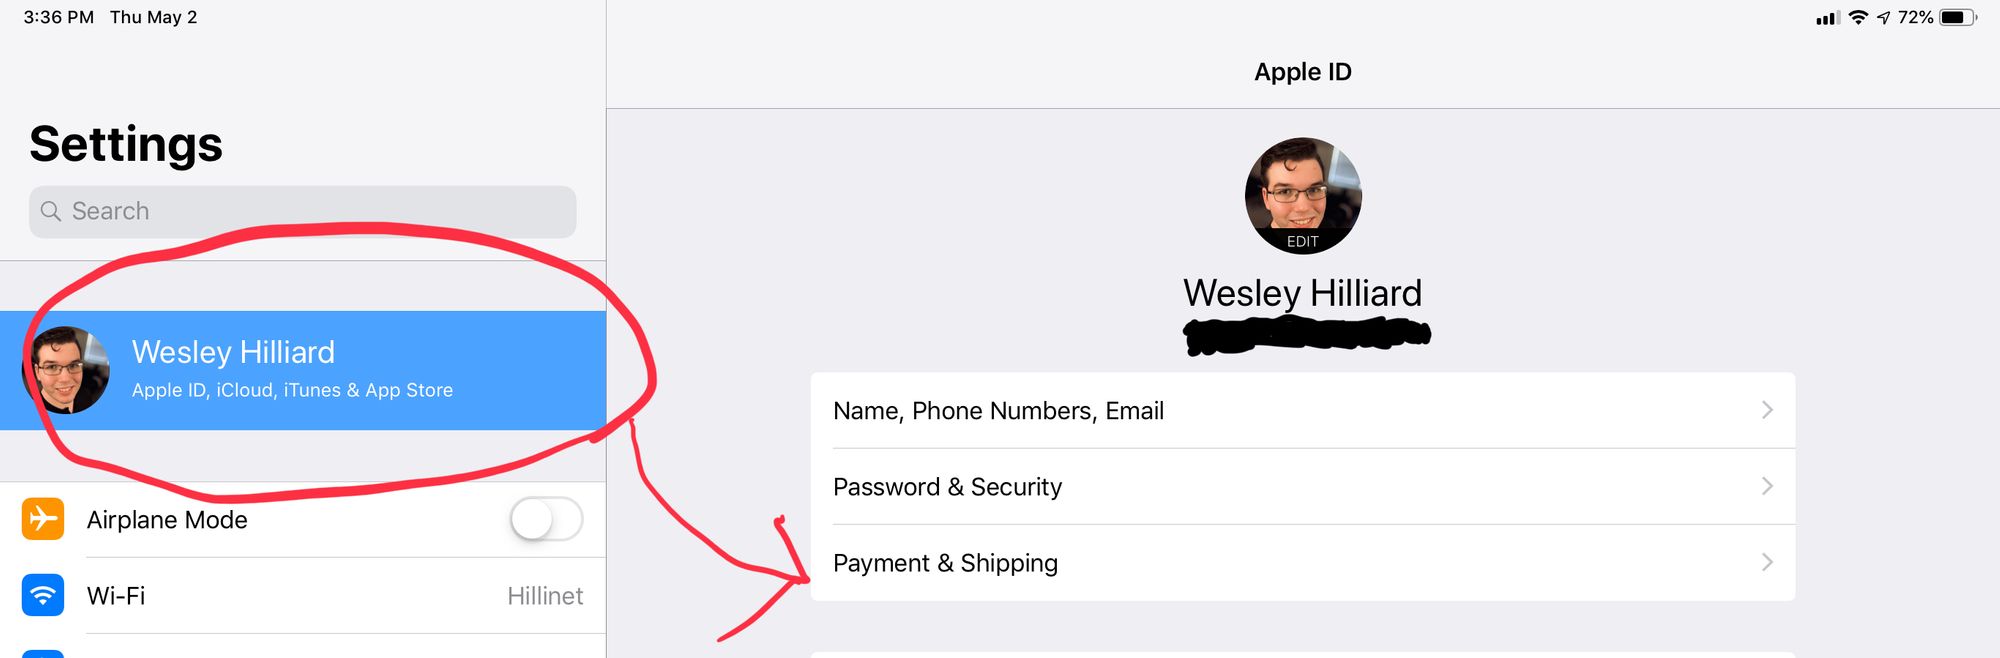 3:36 PM Thu May 2
72%
Settings
Search
Wesley Hilliard
Apple ID, iCloud, iTunes & App Store
Airplane Mode
Wi-Fi Hillinet
Apple ID
EDIT
Wesley Hilliard
Name, Phone Numbers, Email
Password & Security
Payment & Shipping